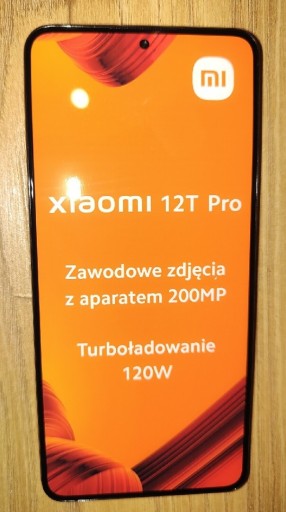 mi
xiaomi 12T Pro
Zawodowe zdjęcia
z aparatem 200MP
Turboładowanie
120W